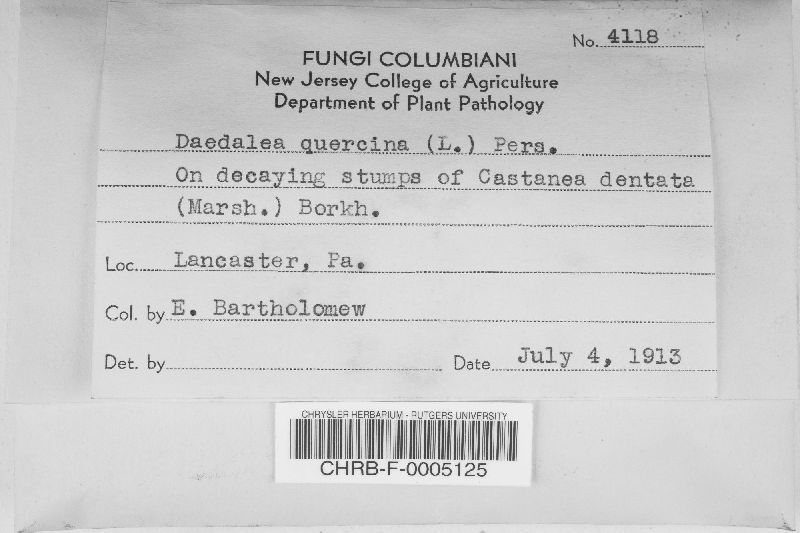 No. 4118
FUNGI COLUMBIANI
New Jersey College of Agriculture
Department of Plant Pathology
Daedalea quercina (L.) Pers.
On decaying stumps of Castanea dentata
(Marsh.) Borkh.
Loc. Lancaster, Pa.
Col. by E. Bartholomew
Det. by
Date July 4, 1913
CHRYSLER HERBARIUM - RUTGERS UNIVERSITY
CHRB-F-0005125